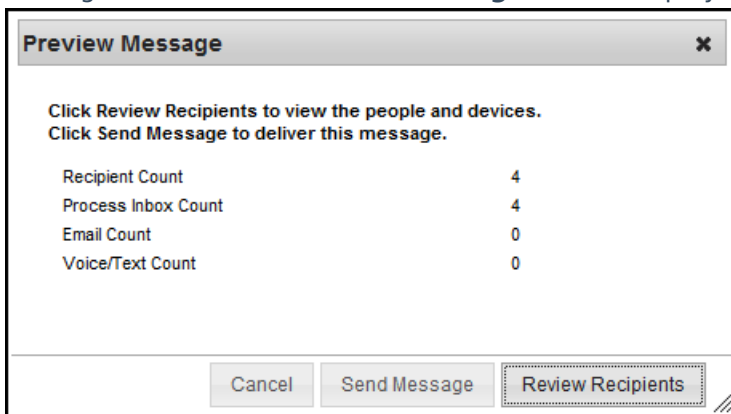 Preview Message
Click Review Recipients to view the people and devices.
Click Send Message to deliver this message.
Recipient Count 4
Process Inbox Count 4
Email Count 0
Voice/Text Count 0
Cancel Send Message Review Recipients